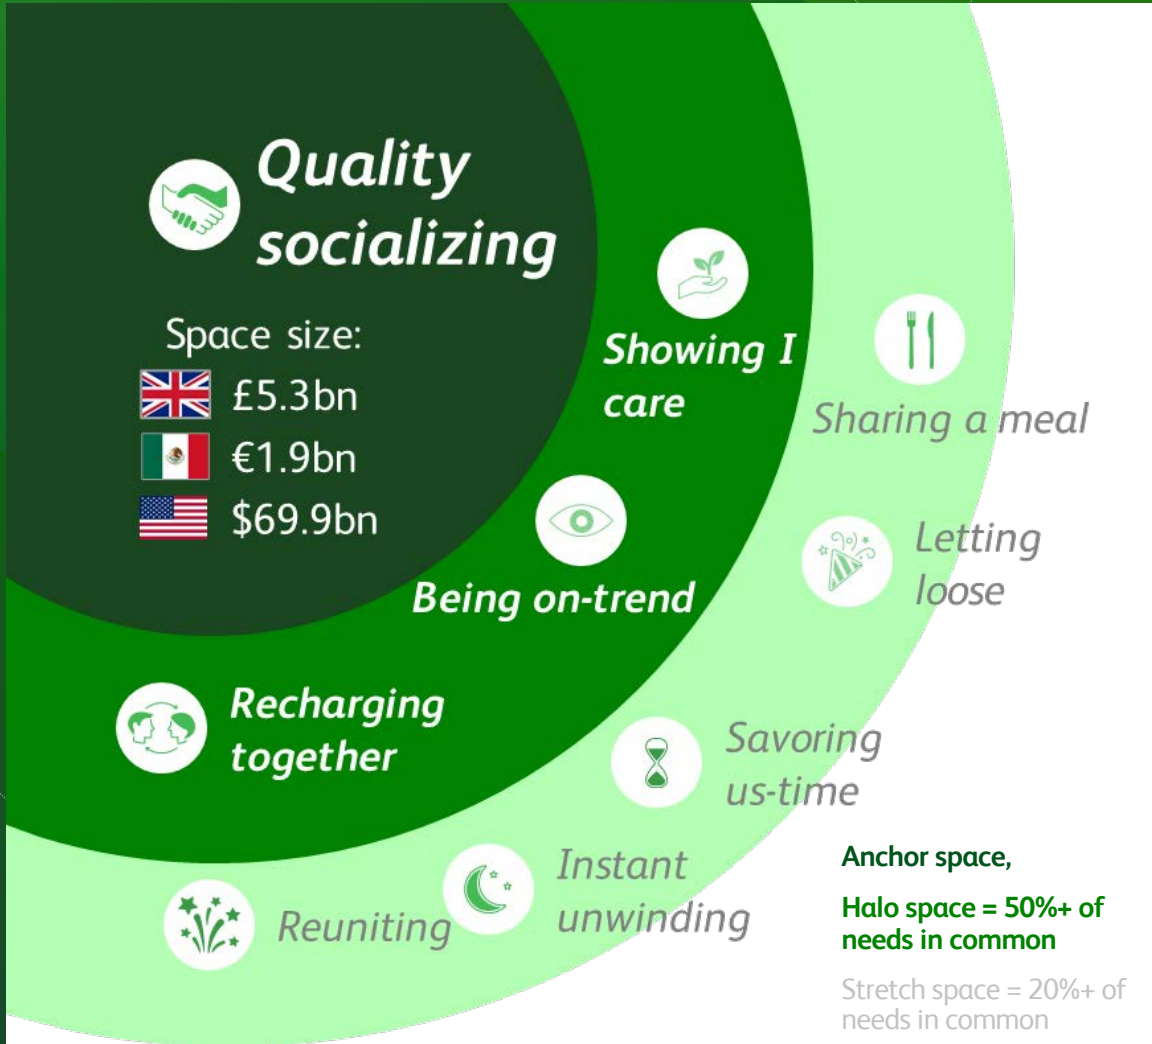 Quality
socializing
Space size:
£5.3bn
€1.9bn
$69.9bn
Showing I
care
Being on-trend
Recharging
together
Sharing a meal
Letting
loose
Savoring
us-time
Instant
unwinding
Reuniting
Anchor space,
Halo space = 50%+ of
needs in common
Stretch space = 20%+ of
needs in common